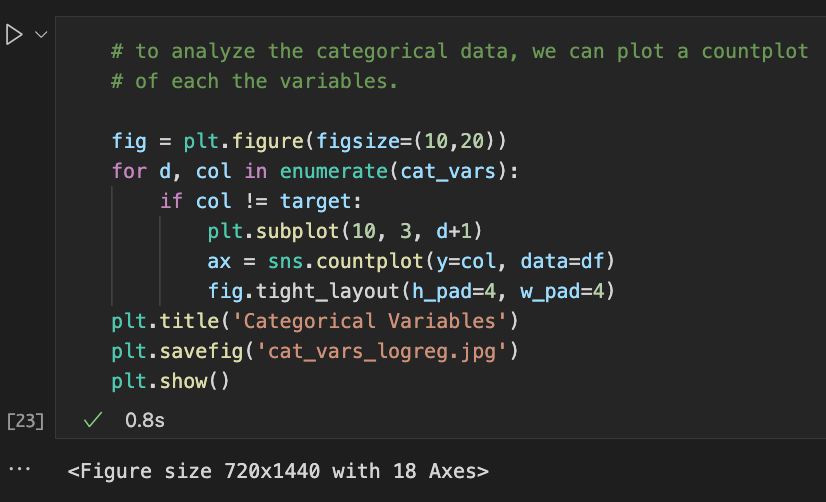 # to analyze the categorical data, we can plot a countplot
# of each the variables.
fig = plt.figure(figsize=(10,20))
for d, col in enumerate(cat_vars):
    if col != target:
        plt.subplot(10, 3, d+1)
        ax = sns.countplot(y=col, data=df)
        fig.tight_layout(h_pad=4, w_pad=4)
plt.title('Categorical Variables')
plt.savefig('cat_vars_logreg.jpg')
plt.show()
[23] 0.8s
<Figure size 720x1440 with 18 Axes>